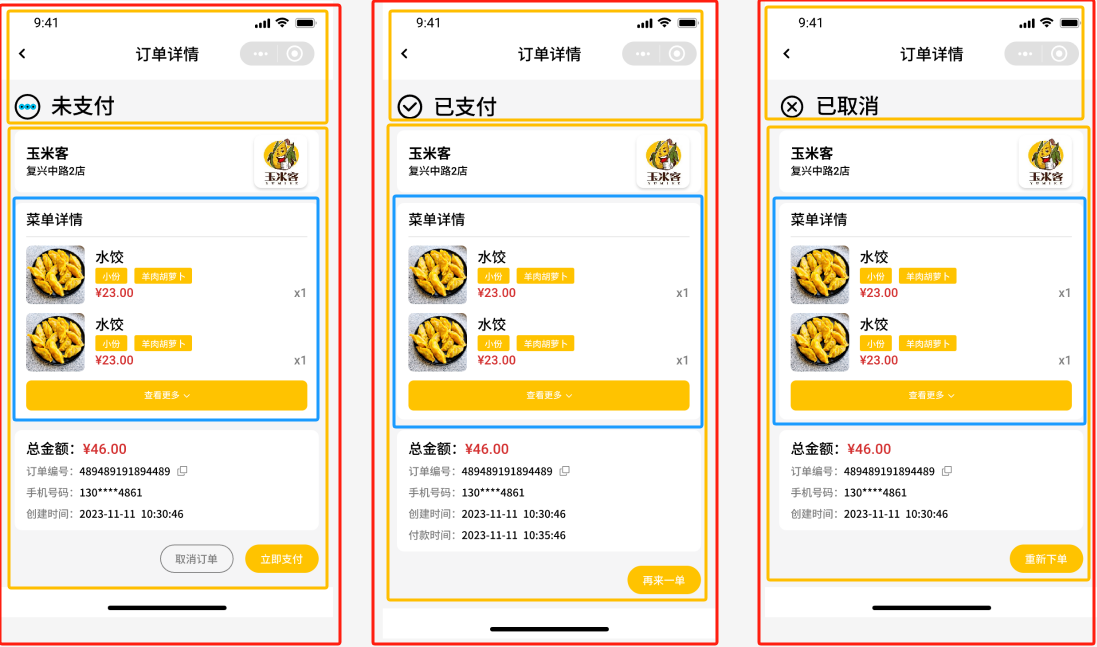 9:41
订单详情
未支付
玉米客
复兴中路2店
玉米客
YUMIKE
菜单详情
水饺
小份 羊肉胡萝卜
¥23.00 x1
水饺
小份 羊肉胡萝卜
¥23.00 x1
查看更多
总金额：¥46.00
订单编号：489489191894489
手机号码：130****4861
创建时间：2023-11-11 10:30:46
取消订单 立即支付
9:41
订单详情
已支付
玉米客
复兴中路2店
玉米客
YUMIKE
菜单详情
水饺
小份 羊肉胡萝卜
¥23.00 x1
水饺
小份 羊肉胡萝卜
¥23.00 x1
查看更多
总金额：¥46.00
订单编号：489489191894489
手机号码：130****4861
创建时间：2023-11-11 10:30:46
付款时间：2023-11-11 10:35:46
再来一单
9:41
订单详情
已取消
玉米客
复兴中路2店
玉米客
YUMIKE
菜单详情
水饺
小份 羊肉胡萝卜
¥23.00 x1
水饺
小份 羊肉胡萝卜
¥23.00 x1
查看更多
总金额：¥46.00
订单编号：489489191894489
手机号码：130****4861
创建时间：2023-11-11 10:30:46
重新下单